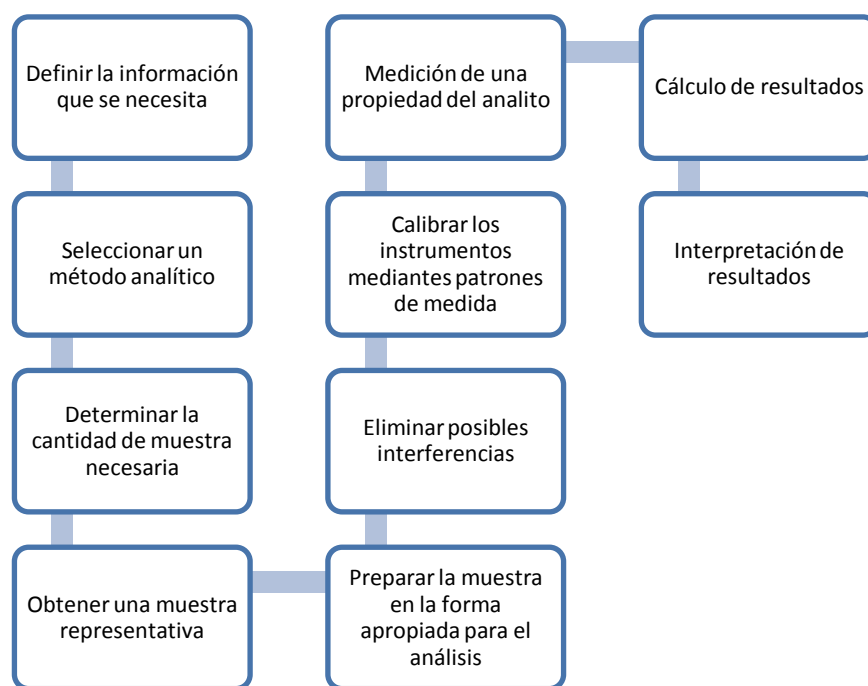 Definir la información
que se necesita
Seleccionar un
método analítico
Determinar la
cantidad de muestra
necesaria
Obtener una muestra
representativa
Preparar la muestra
en la forma
apropiada para el
análisis
Eliminar posibles
interferencias
Calibrar los
instrumentos
mediantes patrones
de medida
Medición de una
propiedad del analito
Cálculo de resultados
Interpretación de
resultados